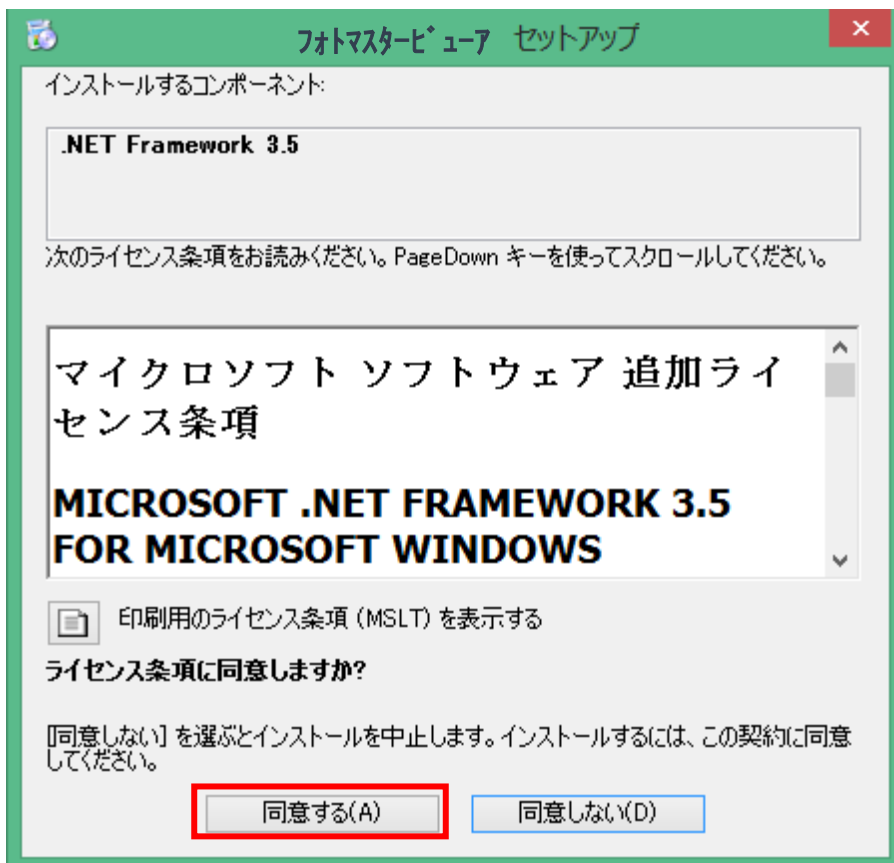 フォトマスタービューア セットアップ
インストールするコンポーネント:
.NET Framework 3.5
次のライセンス条項をお読みください。PageDown キーを使ってスクロールしてください。
マイクロソフト ソフトウェア 追加ライ
センス条項
MICROSOFT .NET FRAMEWORK 3.5
FOR MICROSOFT WINDOWS
印刷用のライセンス条項 (MSLT) を表示する
ライセンス条項に同意しますか?
[同意しない] を選ぶとインストールを中止します。インストールするには、この契約に同意
してください。
同意する(A)
同意しない(D)